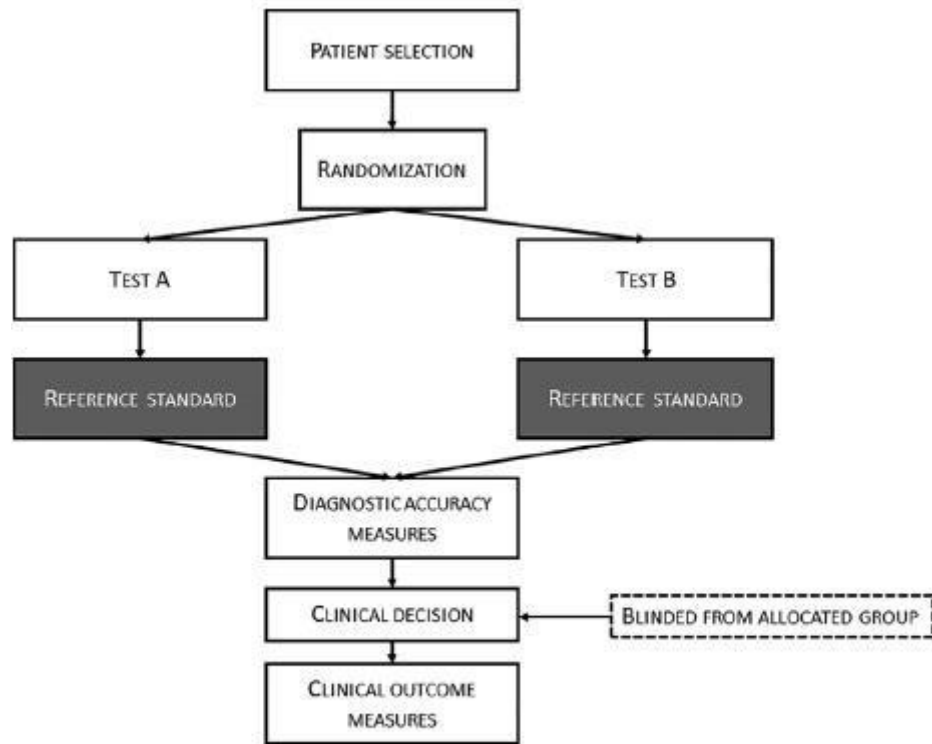 PATIENT SELECTION
RANDOMIZATION
TEST A
TEST B
REFERENCE STANDARD
REFERENCE STANDARD
DIAGNOSTIC ACCURACY
MEASURES
CLINICAL DECISION
BLINDED FROM ALLOCATED GROUP
CLINICAL OUTCOME
MEASURES